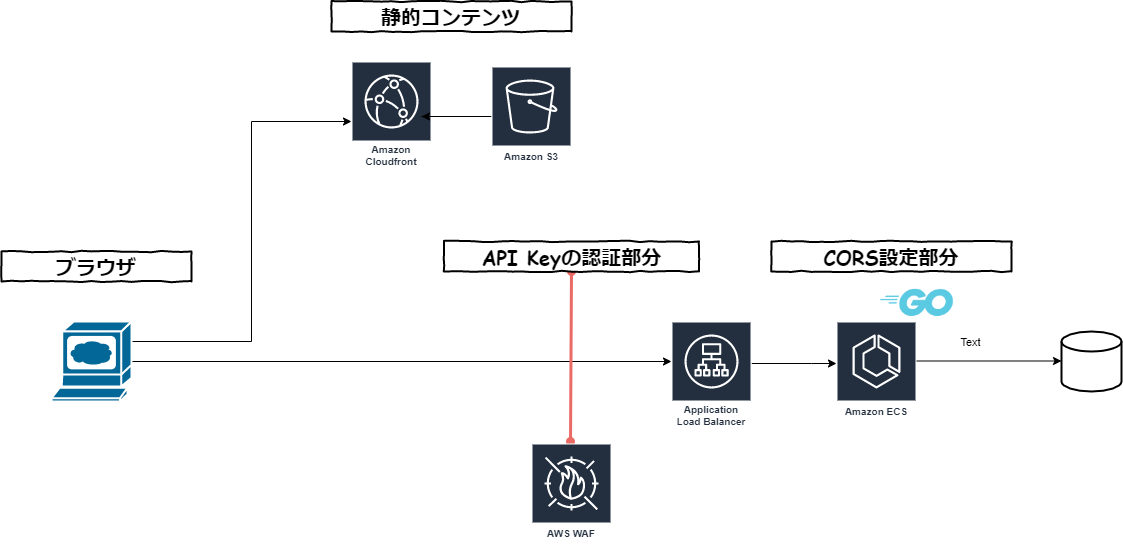 静的コンテンツ
Amazon
Cloudfront
Amazon S3
ブラウザ
API Keyの認証部分
CORS設定部分
GO
Text
Application
Load Balancer
Amazon ECS
AWS WAF